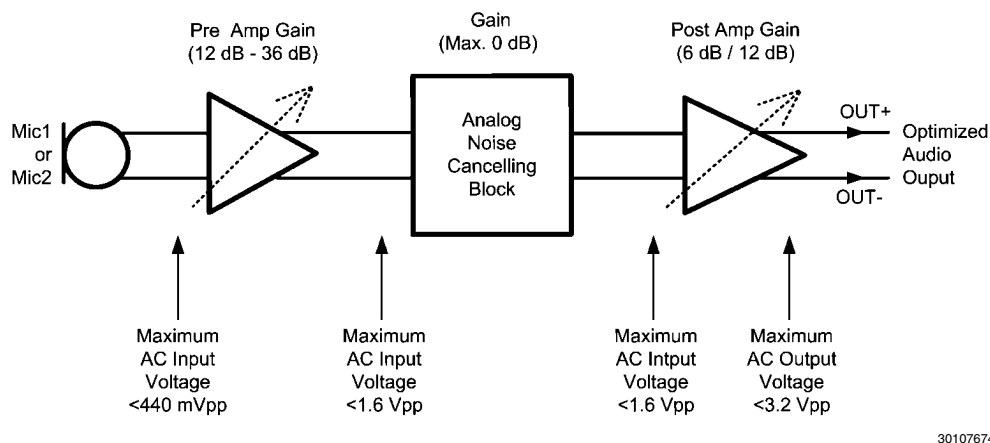 Pre Amp Gain
(12 dB - 36 dB)
Gain
(Max. 0 dB)
Post Amp Gain
(6 dB / 12 dB)
Mic1
or
Mic2
Analog
Noise
Cancelling
Block
OUT+
OUT-
Optimized
Audio
Ouput
Maximum
AC Input
Voltage
<440 mVpp
Maximum
AC Input
Voltage
<1.6 Vpp
Maximum
AC Intput
Voltage
<1.6 Vpp
Maximum
AC Output
Voltage
<3.2 Vpp
30107674